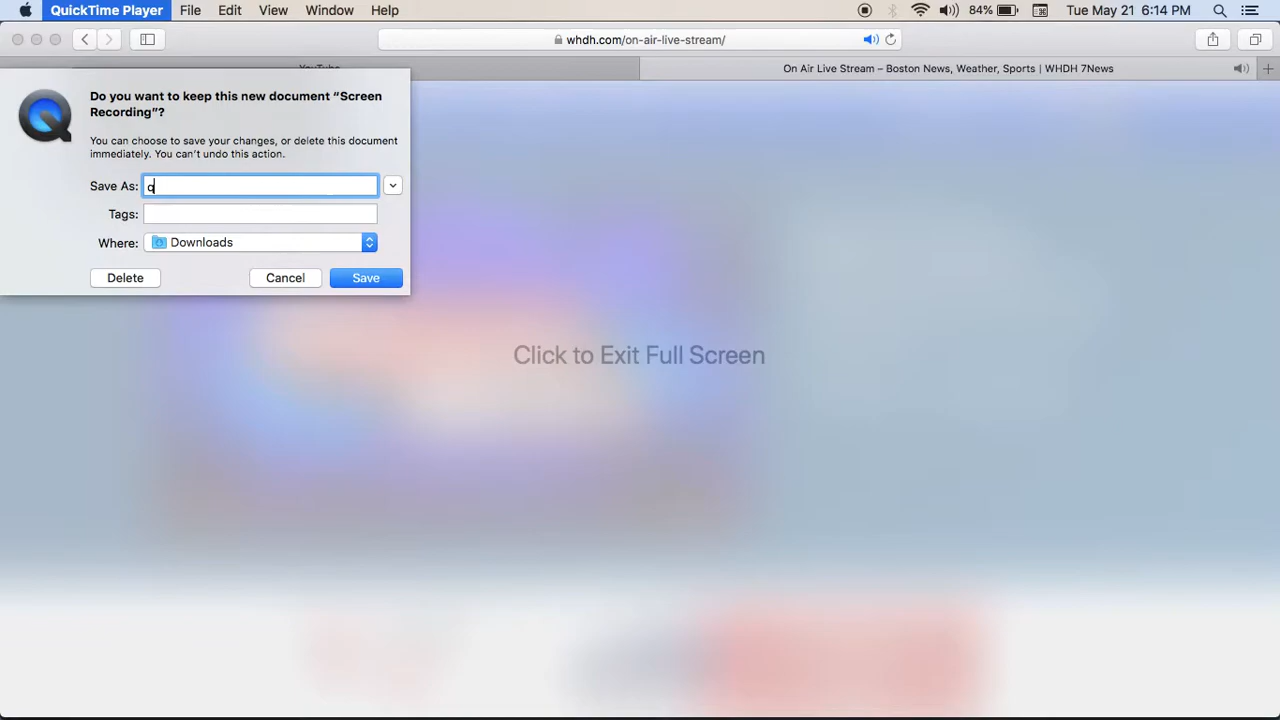 QuickTime Player File Edit View Window Help 84% Tue May 21 6:14 PM
whdh.com/on-air-live-stream/
YouTube
On Air Live Stream – Boston News, Weather, Sports | WHDH 7News
Do you want to keep this new document “Screen
Recording”?
You can choose to save your changes, or delete this document
immediately. You can’t undo this action.
Save As: q
Tags:
Where: Downloads
Delete Cancel Save
Click to Exit Full Screen